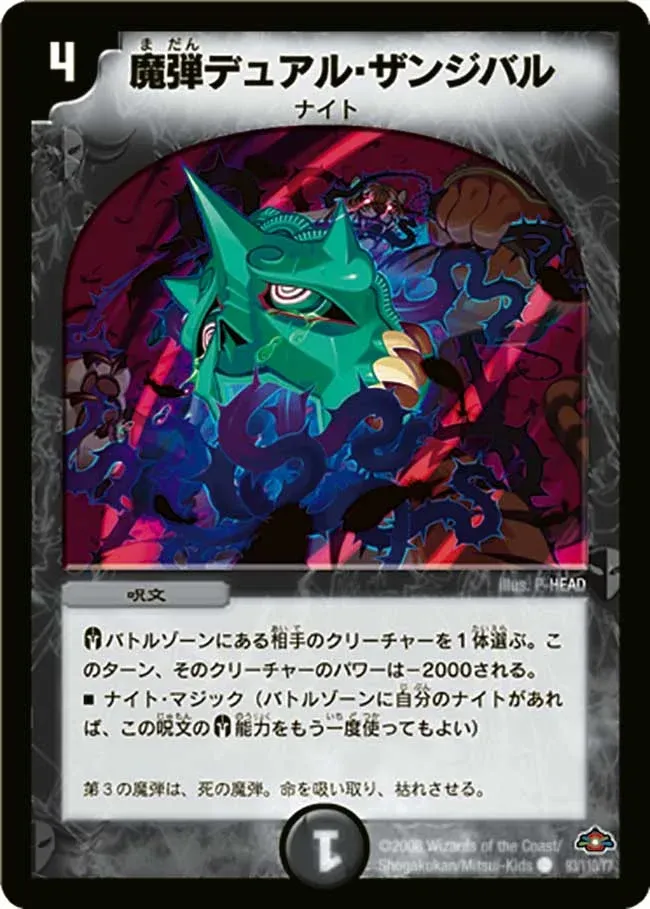 4
魔弾デュアル・ザンジバル
ナイト
illus. P-HEAD
呪文
バトルゾーンにある相手のクリーチャーを1体選ぶ。こ
のターン、そのクリーチャーのパワーは−2000される。
■ ナイト・マジック（バトルゾーンに自分のナイトがあれ
ば、この呪文の能力をもう一度使ってもよい）
第3の魔弾は、死の魔弾。命を吸い取り、枯れさせる。
1
©2008 Wizards of the Coast/
Shogakukan/Mitsui-Kids
93/110/Y7